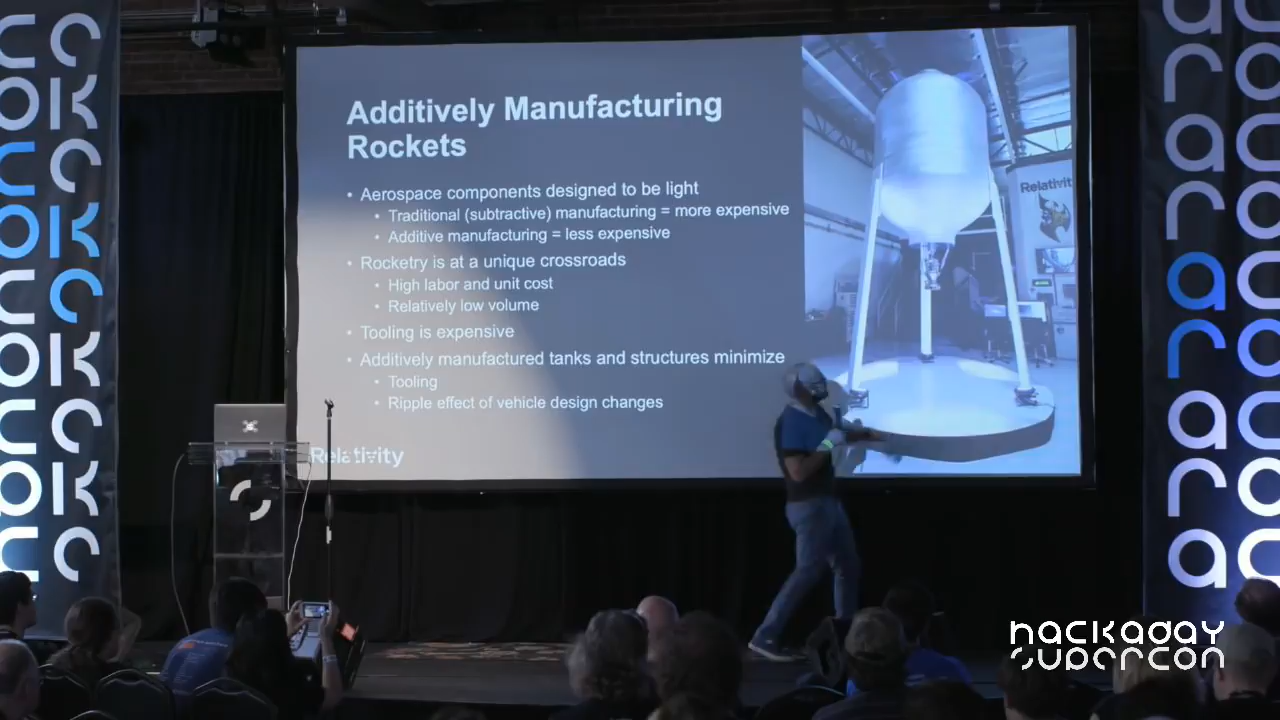 Additively Manufacturing
Rockets
• Aerospace components designed to be light
• Traditional (subtractive) manufacturing = more expensive
• Additive manufacturing = less expensive
• Rocketry is at a unique crossroads
• High labor and unit cost
• Relatively low volume
• Tooling is expensive
• Additively manufactured tanks and structures minimize
• Tooling
• Ripple effect of vehicle design changes
Relativity
Relativit
hackaday
supercon